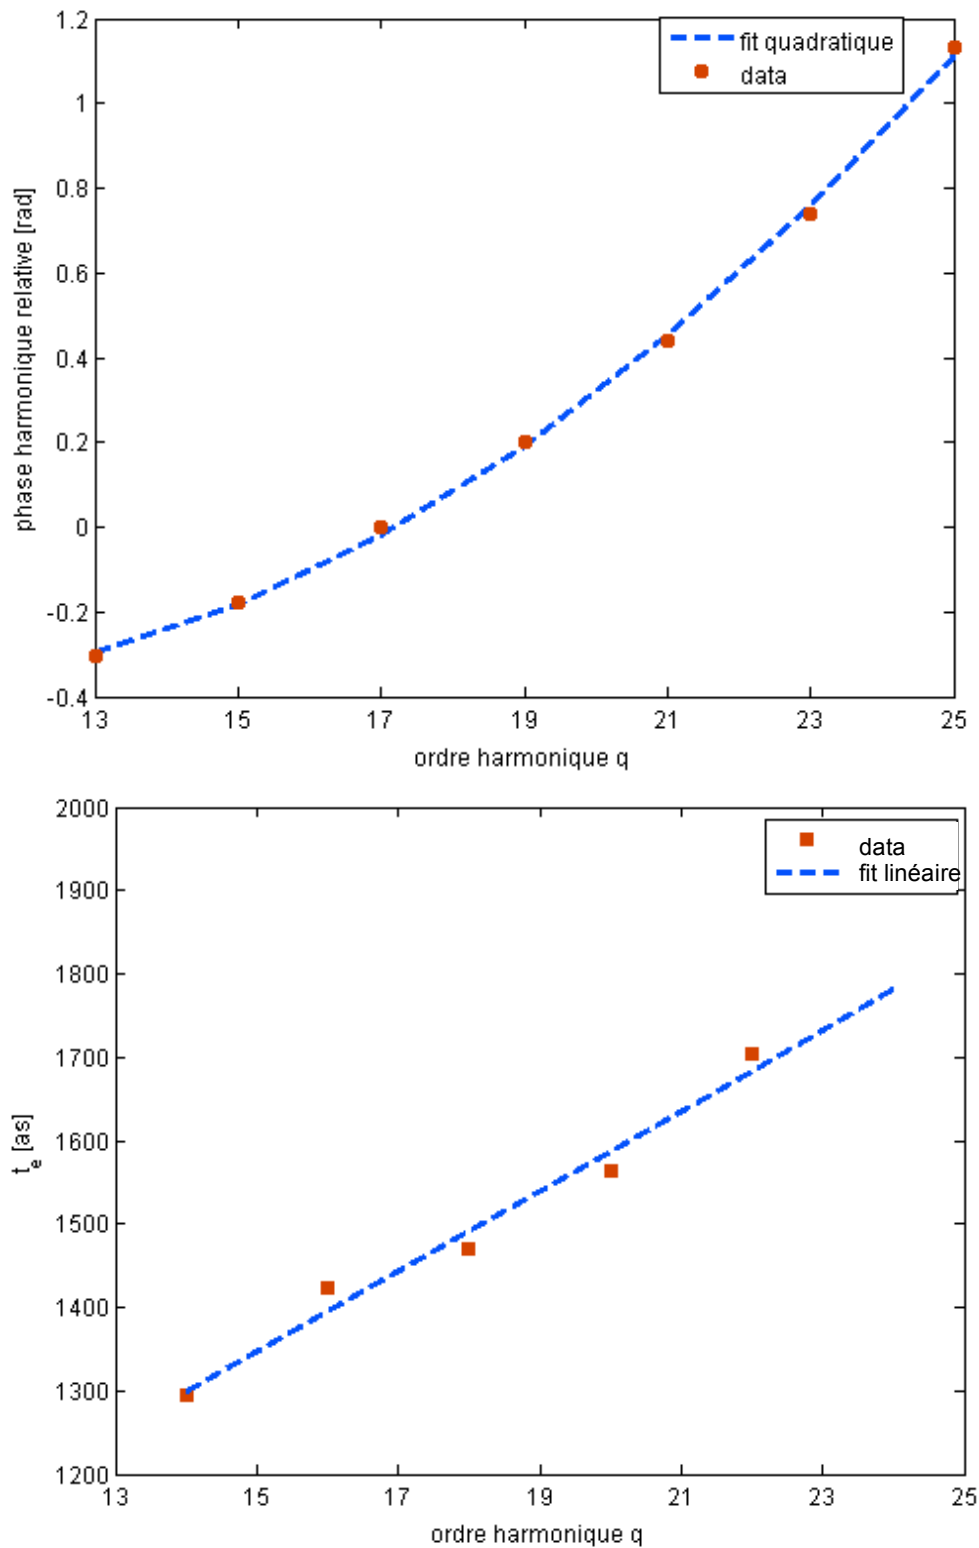 1.2
1
0.8
0.6
0.4
0.2
0
-0.2
-0.4
phase harmonique relative [rad]
fit quadratique
data
13 15 17 19 21 23 25
ordre harmonique q
2000
1900
1800
1700
1600
1500
1400
1300
1200
t_e [as]
data
fit linéaire
13 15 17 19 21 23 25
ordre harmonique q